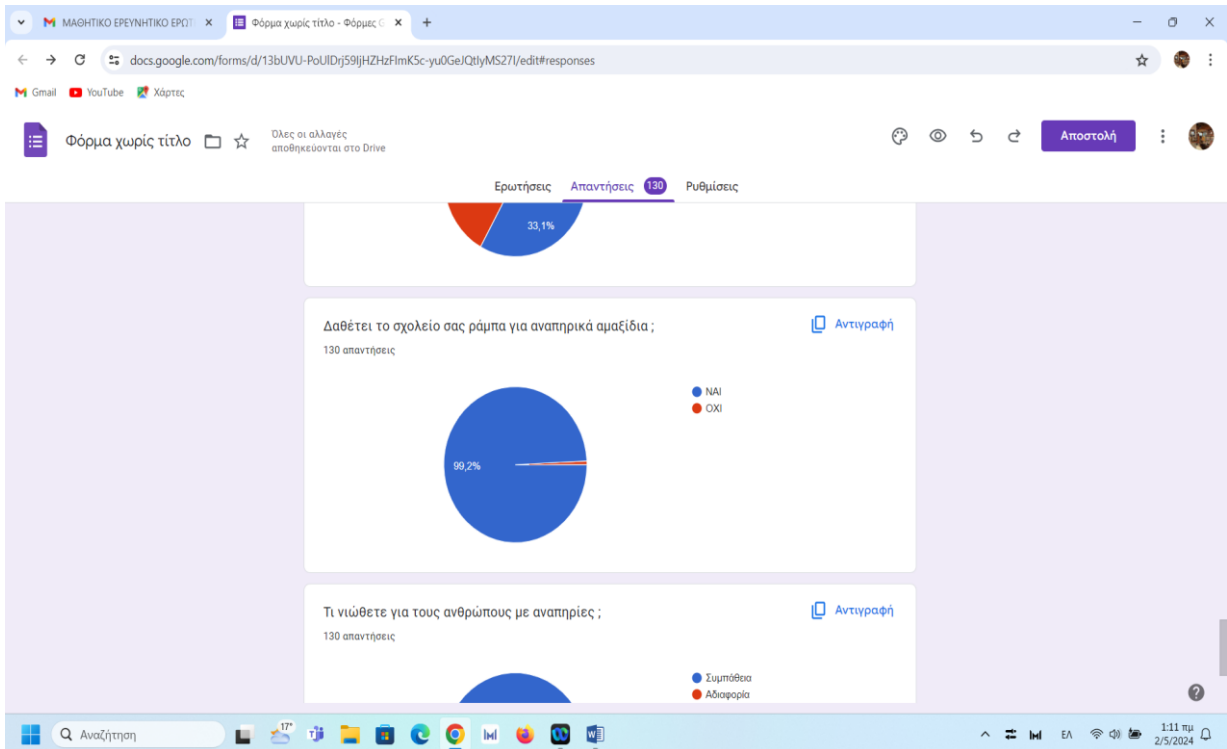 ΜΑΘΗΤΙΚΟ ΕΡΕΥΝΗΤΙΚΟ ΕΡΩΤ
Φόρμα χωρίς τίτλο - Φόρμες G
docs.google.com/forms/d/13bUVU-PoUlDrj59IjHZHzFlmK5c-yu0GeJQtlyMS27I/edit#responses
Gmail YouTube Χάρτες
Φόρμα χωρίς τίτλο
Όλες οι αλλαγές
αποθηκεύονται στο Drive
Αποστολή
Ερωτήσεις Απαντήσεις 130 Ρυθμίσεις
33,1%
Δαθέτει το σχολείο σας ράμπα για αναπηρικά αμαξίδια ;
Αντιγραφή
130 απαντήσεις
ΝΑΙ
ΟΧΙ
99,2%
Τι νιώθετε για τους ανθρώπους με αναπηρίες ;
Αντιγραφή
130 απαντήσεις
Συμπάθεια
Αδιαφορία
Αναζήτηση
17°
ΕΛ
1:11 πμ
2/5/2024